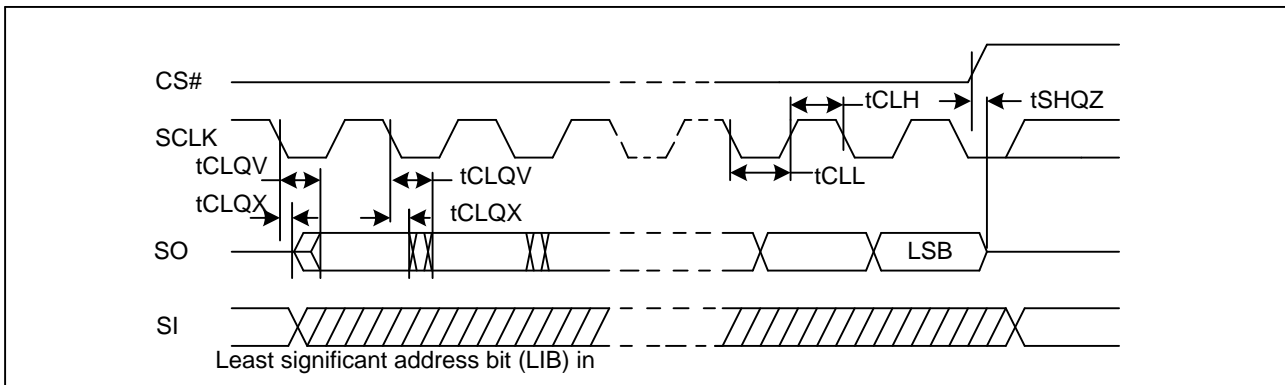 CS#
tCLH
tSHQZ
SCLK
tCLQV
tCLQV
tCLL
tCLQX
tCLQX
SO
LSB
SI
Least significant address bit (LIB) in